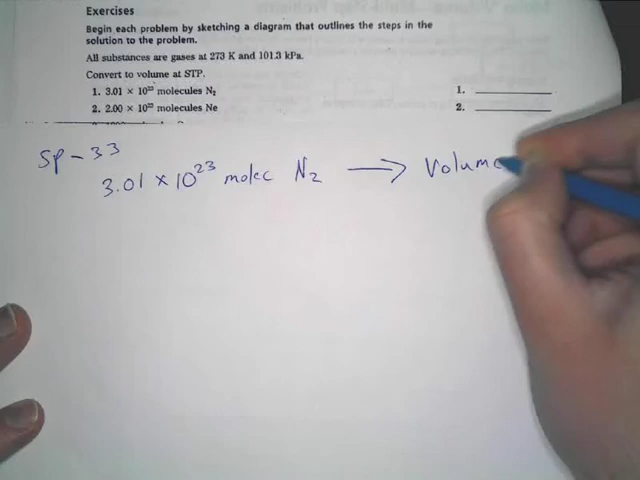 Exercises
Begin each problem by sketching a diagram that outlines the steps in the
solution to the problem.
All substances are gases at 273 K and 101.3 kPa.
Convert to volume at STP.
1. 3.01 × 10²³ molecules N₂ 1.
2. 2.00 × 10²³ molecules Ne 2.
SP-33
3.01 × 10²³ molec N₂ → Volume